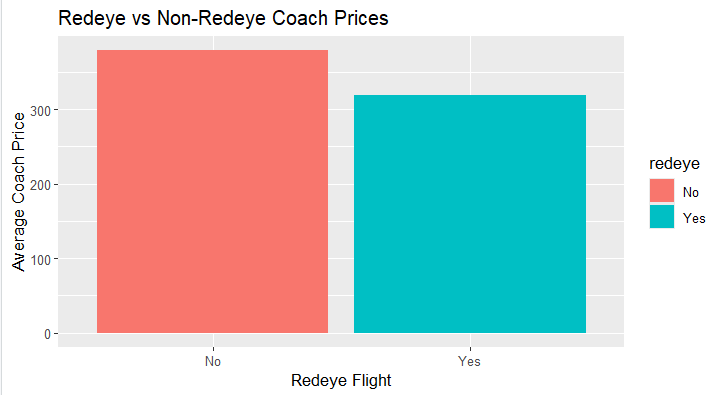 Redeye vs Non-Redeye Coach Prices
Average Coach Price
300
200
100
0
No
Yes
Redeye Flight
redeye
No
Yes